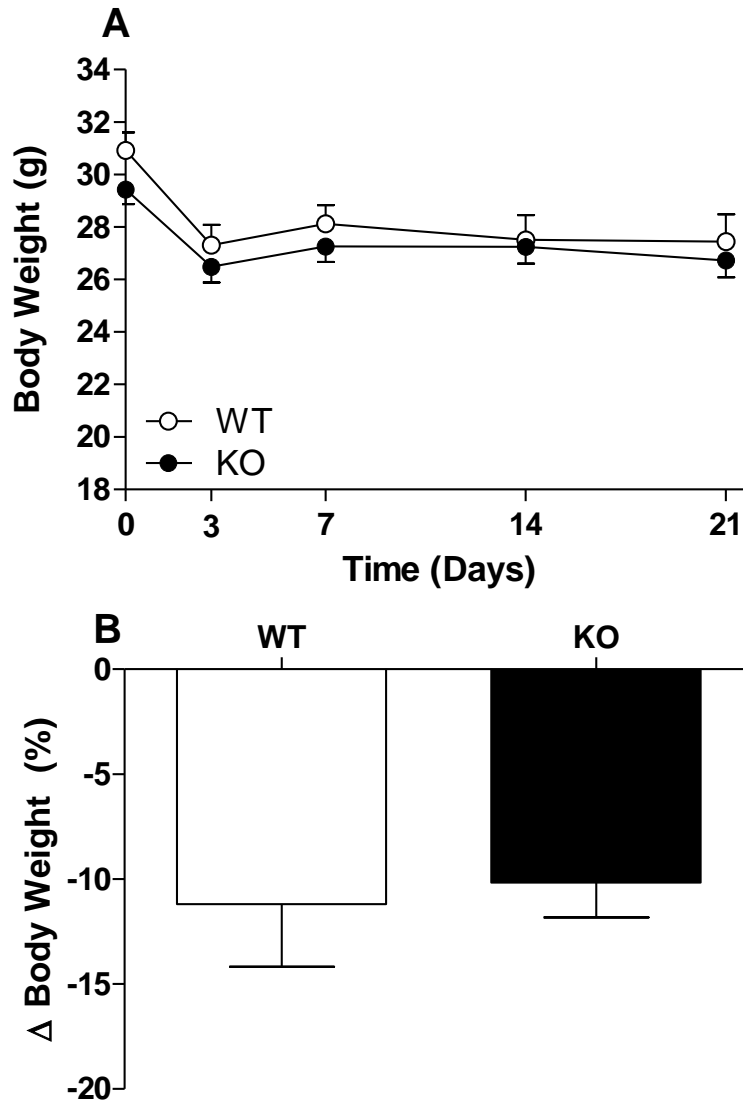 A
34
32
30
28
26
24
22
20
18
Body Weight (g)
WT
KO
0 3 7 14 21
Time (Days)
B
WT KO
0
-5
-10
-15
-20
Δ Body Weight (%)